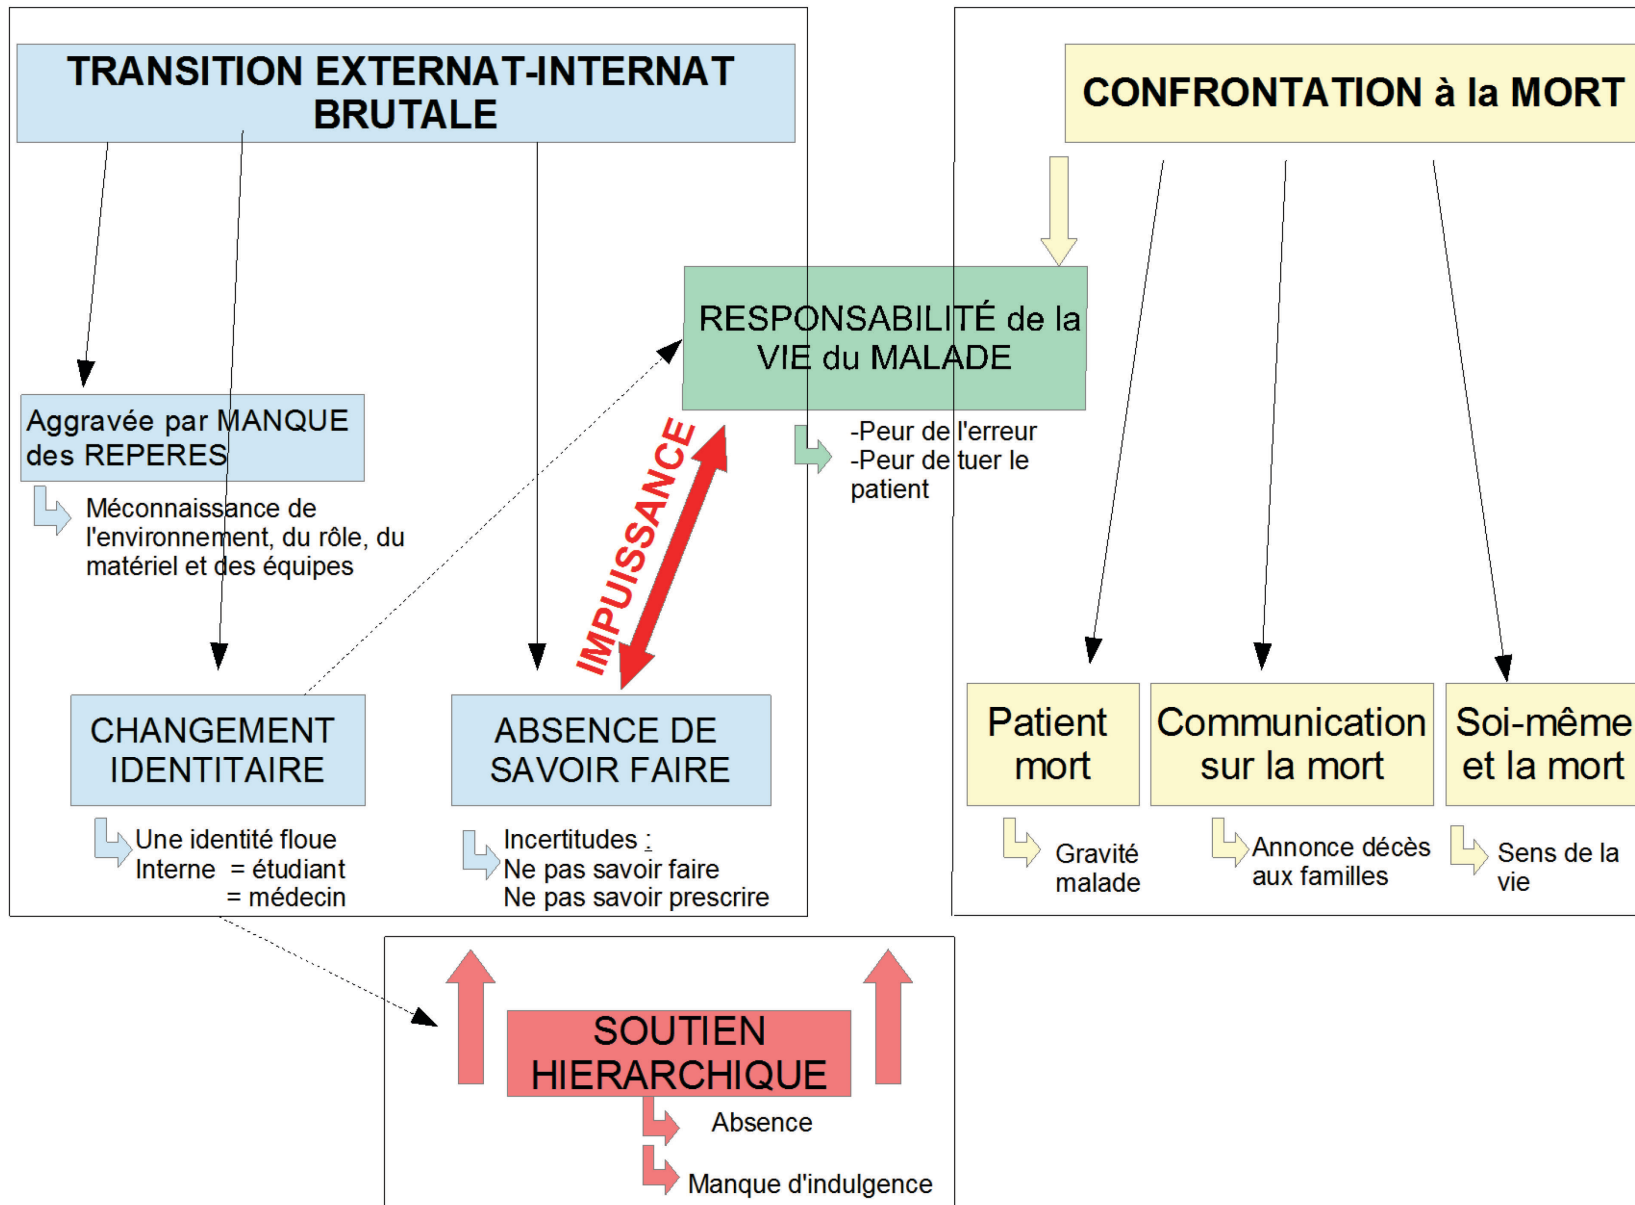 TRANSITION EXTERNAT-INTERNAT
BRUTALE
CONFRONTATION à la MORT
RESPONSABILITÉ de la
VIE du MALADE
-Peur de l'erreur
-Peur de tuer le
patient
Aggravée par MANQUE
des REPERES
Méconnaissance de
l'environnement, du rôle, du
matériel et des équipes
IMPUISSANCE
CHANGEMENT
IDENTITAIRE
Une identité floue
Interne = étudiant
= médecin
ABSENCE DE
SAVOIR FAIRE
Incertitudes :
Ne pas savoir faire
Ne pas savoir prescrire
Patient
mort
Gravité
malade
Communication
sur la mort
Annonce décès
aux familles
Soi-même
et la mort
Sens de la
vie
SOUTIEN
HIERARCHIQUE
Absence
Manque d'indulgence